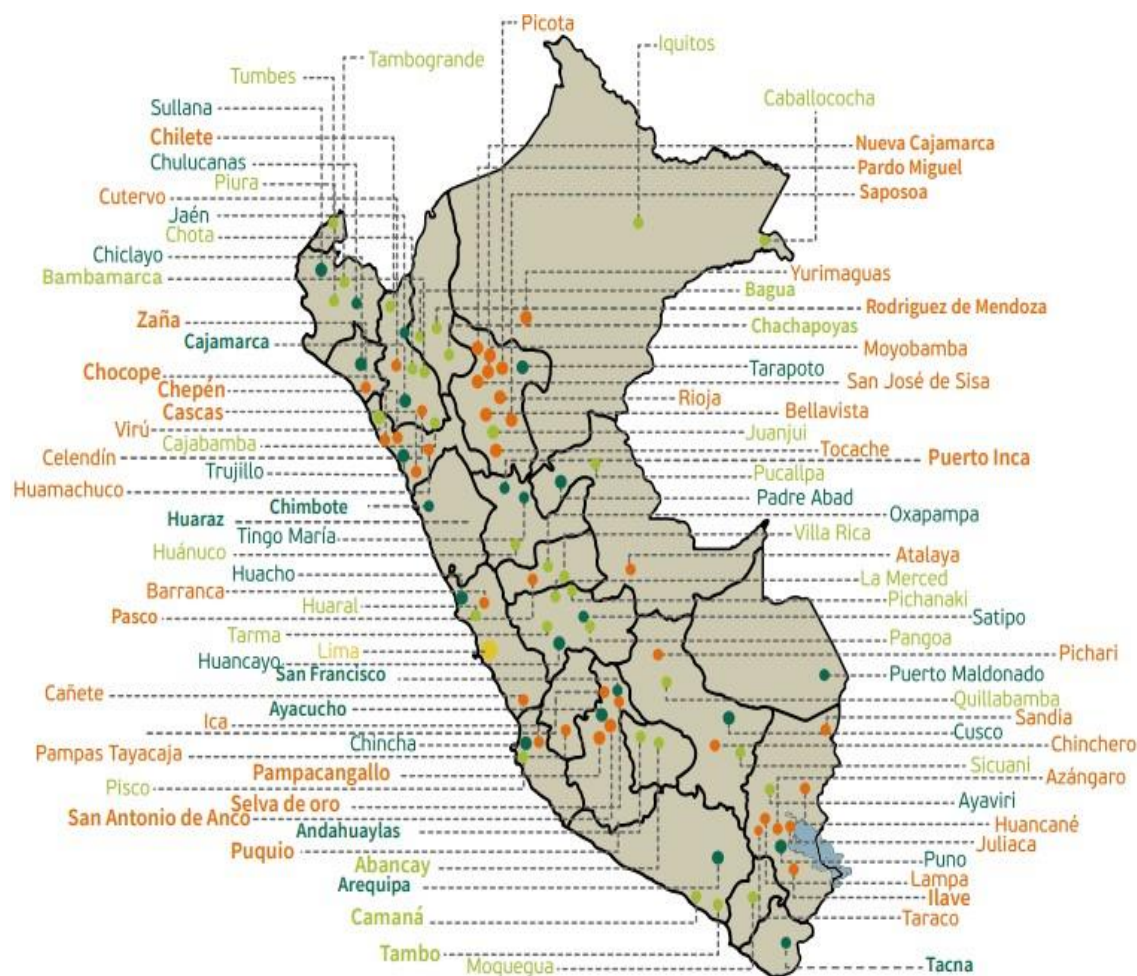 Picota
Iquitos
Tambogrande
Tumbes
Caballococha
Sullana
Chilete
Nueva Cajamarca
Chulucanas
Pardo Miguel
Piura
Saposoa
Cutervo
Jaén
Chota
Chiclayo
Bambamarca
Yurimaguas
Bagua
Rodriguez de Mendoza
Zaña
Chachapoyas
Cajamarca
Moyobamba
Chocope
Tarapoto
San José de Sisa
Chepén
Rioja
Cascas
Bellavista
Virú
Juanjui
Cajabamba
Tocache
Celendín
Puerto Inca
Trujillo
Pucallpa
Huamachuco
Padre Abad
Chimbote
Oxapampa
Huaraz
Villa Rica
Tingo María
Huánuco
Atalaya
Huacho
La Merced
Barranca
Pichanaki
Huaral
Pasco
Satipo
Tarma
Pangoa
Lima
Pichari
Huancayo
San Francisco
Puerto Maldonado
Cañete
Quillabamba
Ayacucho
Sandia
Ica
Cusco
Chincha
Chinchero
Pampas Tayacaja
Sicuani
Pampacangallo
Azángaro
Pisco
Ayaviri
Selva de oro
San Antonio de Anco
Huancané
Andahuaylas
Juliaca
Puquio
Puno
Abancay
Lampa
Arequipa
Ilave
Camaná
Taraco
Tambo
Moquegua
Tacna